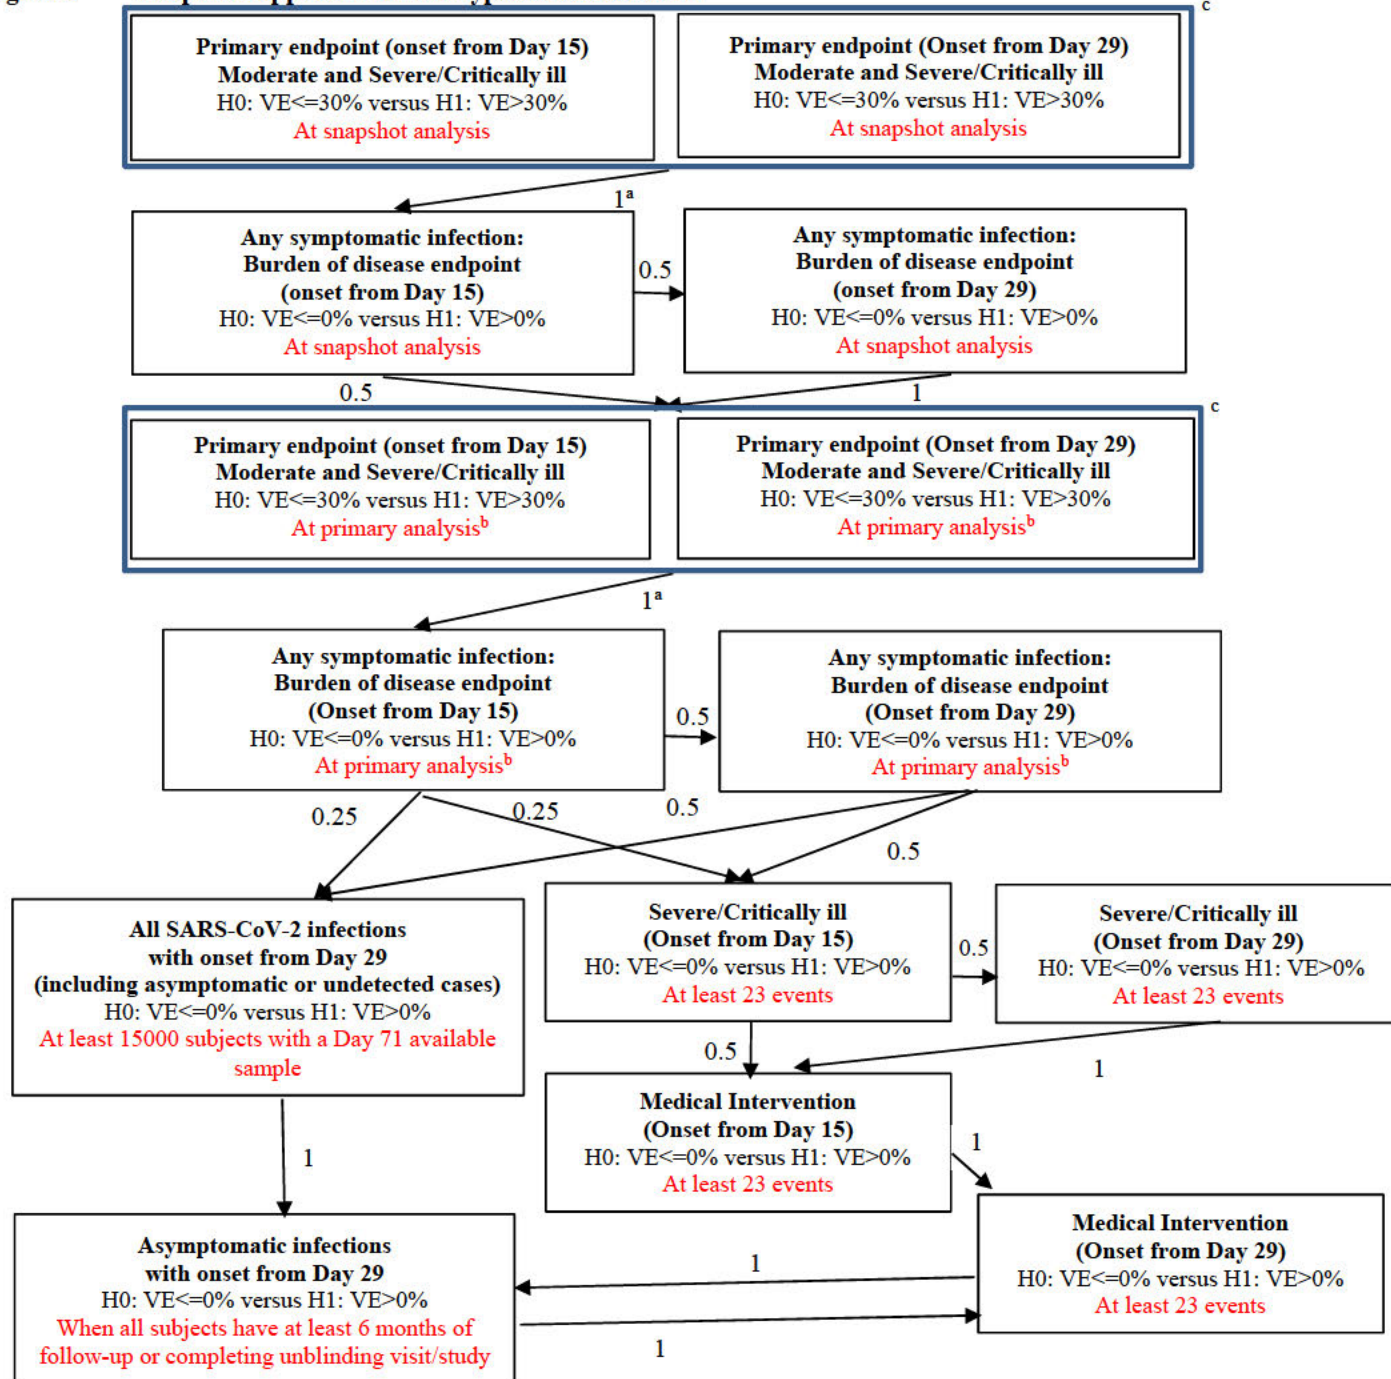 c
Primary endpoint (onset from Day 15)
Moderate and Severe/Critically ill
H0: VE<=30% versus H1: VE>30%
At snapshot analysis
Primary endpoint (Onset from Day 29)
Moderate and Severe/Critically ill
H0: VE<=30% versus H1: VE>30%
At snapshot analysis
1ᵃ
Any symptomatic infection:
Burden of disease endpoint
(onset from Day 15)
H0: VE<=0% versus H1: VE>0%
At snapshot analysis
0.5
Any symptomatic infection:
Burden of disease endpoint
(onset from Day 29)
H0: VE<=0% versus H1: VE>0%
At snapshot analysis
0.5
1
c
Primary endpoint (onset from Day 15)
Moderate and Severe/Critically ill
H0: VE<=30% versus H1: VE>30%
At primary analysisᵇ
Primary endpoint (Onset from Day 29)
Moderate and Severe/Critically ill
H0: VE<=30% versus H1: VE>30%
At primary analysisᵇ
1ᵃ
Any symptomatic infection:
Burden of disease endpoint
(Onset from Day 15)
H0: VE<=0% versus H1: VE>0%
At primary analysisᵇ
0.5
Any symptomatic infection:
Burden of disease endpoint
(Onset from Day 29)
H0: VE<=0% versus H1: VE>0%
At primary analysisᵇ
0.25
0.25
0.5
0.5
All SARS-CoV-2 infections
with onset from Day 29
(including asymptomatic or undetected cases)
H0: VE<=0% versus H1: VE>0%
At least 15000 subjects with a Day 71 available
sample
Severe/Critically ill
(Onset from Day 15)
H0: VE<=0% versus H1: VE>0%
At least 23 events
0.5
Severe/Critically ill
(Onset from Day 29)
H0: VE<=0% versus H1: VE>0%
At least 23 events
0.5
1
Medical Intervention
(Onset from Day 15)
H0: VE<=0% versus H1: VE>0%
At least 23 events
1
1
Asymptomatic infections
with onset from Day 29
H0: VE<=0% versus H1: VE>0%
When all subjects have at least 6 months of
follow-up or completing unblinding visit/study
1
1
Medical Intervention
(Onset from Day 29)
H0: VE<=0% versus H1: VE>0%
At least 23 events